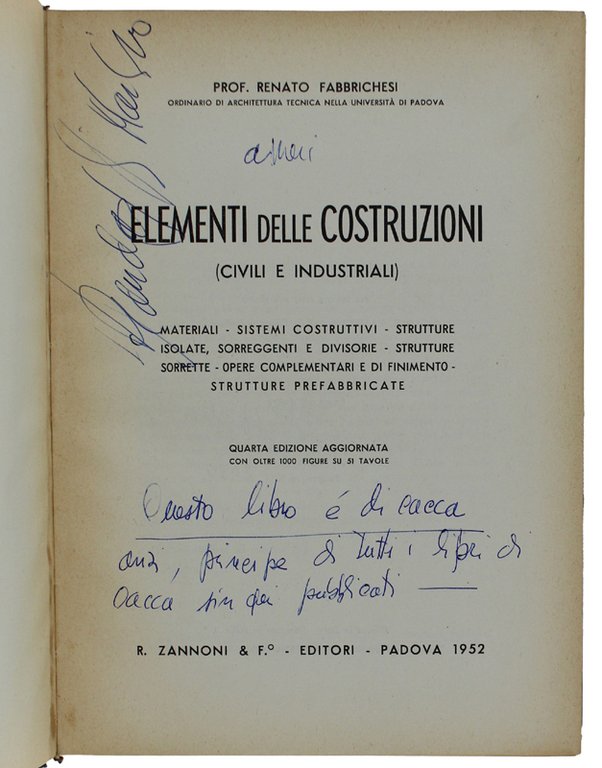 PROF. RENATO FABBRICHESI
ORDINARIO DI ARCHITETTURA TECNICA NELLA UNIVERSITÀ DI PADOVA
ELEMENTI DELLE COSTRUZIONI
(CIVILI E INDUSTRIALI)
MATERIALI - SISTEMI COSTRUTTIVI - STRUTTURE
ISOLATE, SORREGGENTI E DIVISORIE - STRUTTURE
SORRETTE - OPERE COMPLEMENTARI E DI FINIMENTO -
STRUTTURE PREFABBRICATE
QUARTA EDIZIONE AGGIORNATA
CON OLTRE 1000 FIGURE SU 51 TAVOLE
Questo libro é di cacca
anzi, principe di tutti i libri di
cacca sin qui pubblicati
R. ZANNONI & F.º - EDITORI - PADOVA 1952